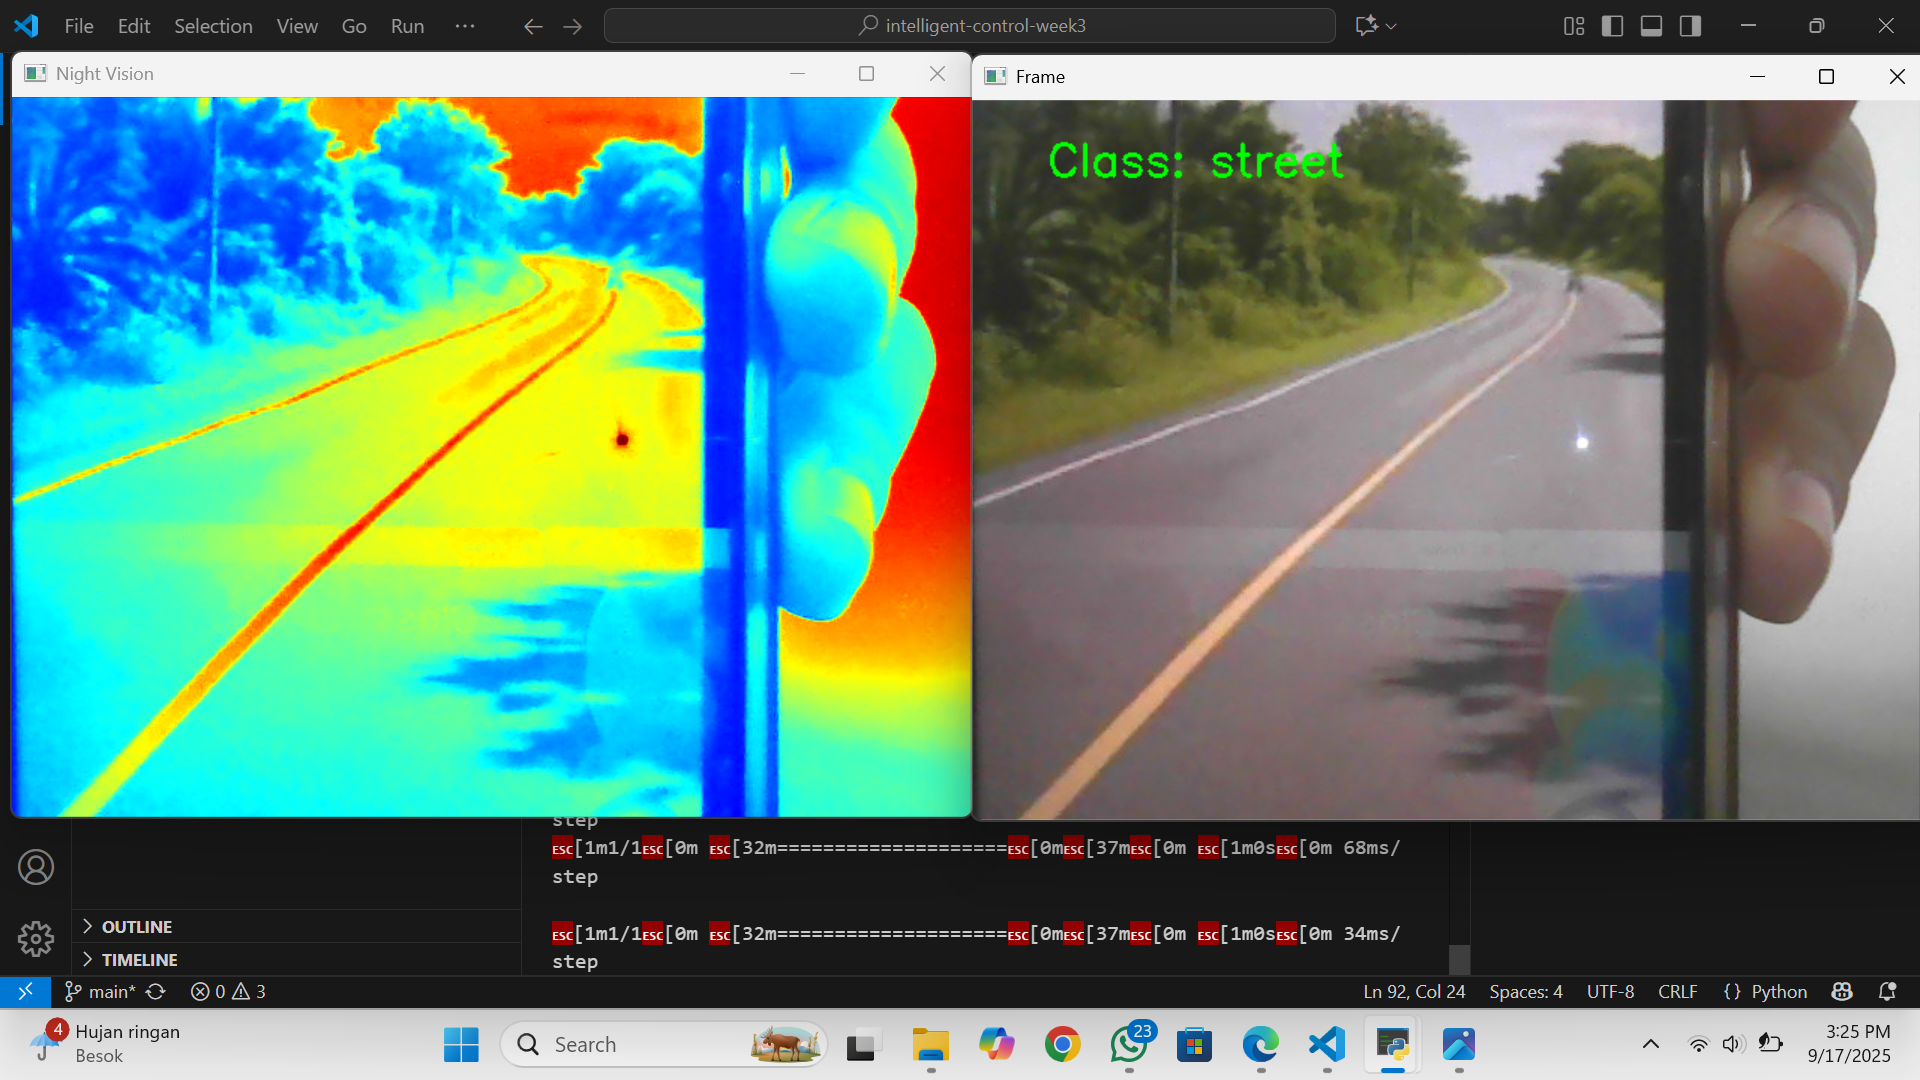 File Edit Selection View Go Run ···
intelligent-control-week3
Night Vision
Frame
Class: street
step
ESC[1m1/1ESC[0m ESC[32m====================ESC[0mESC[37mESC[0m ESC[1m0sESC[0m 68ms/
step
ESC[1m1/1ESC[0m ESC[32m====================ESC[0mESC[37mESC[0m ESC[1m0sESC[0m 34ms/
step
OUTLINE
TIMELINE
main* 0 3 Ln 92, Col 24 Spaces: 4 UTF-8 CRLF {} Python
4 Hujan ringan
Besok
Search
23
3:25 PM
9/17/2025